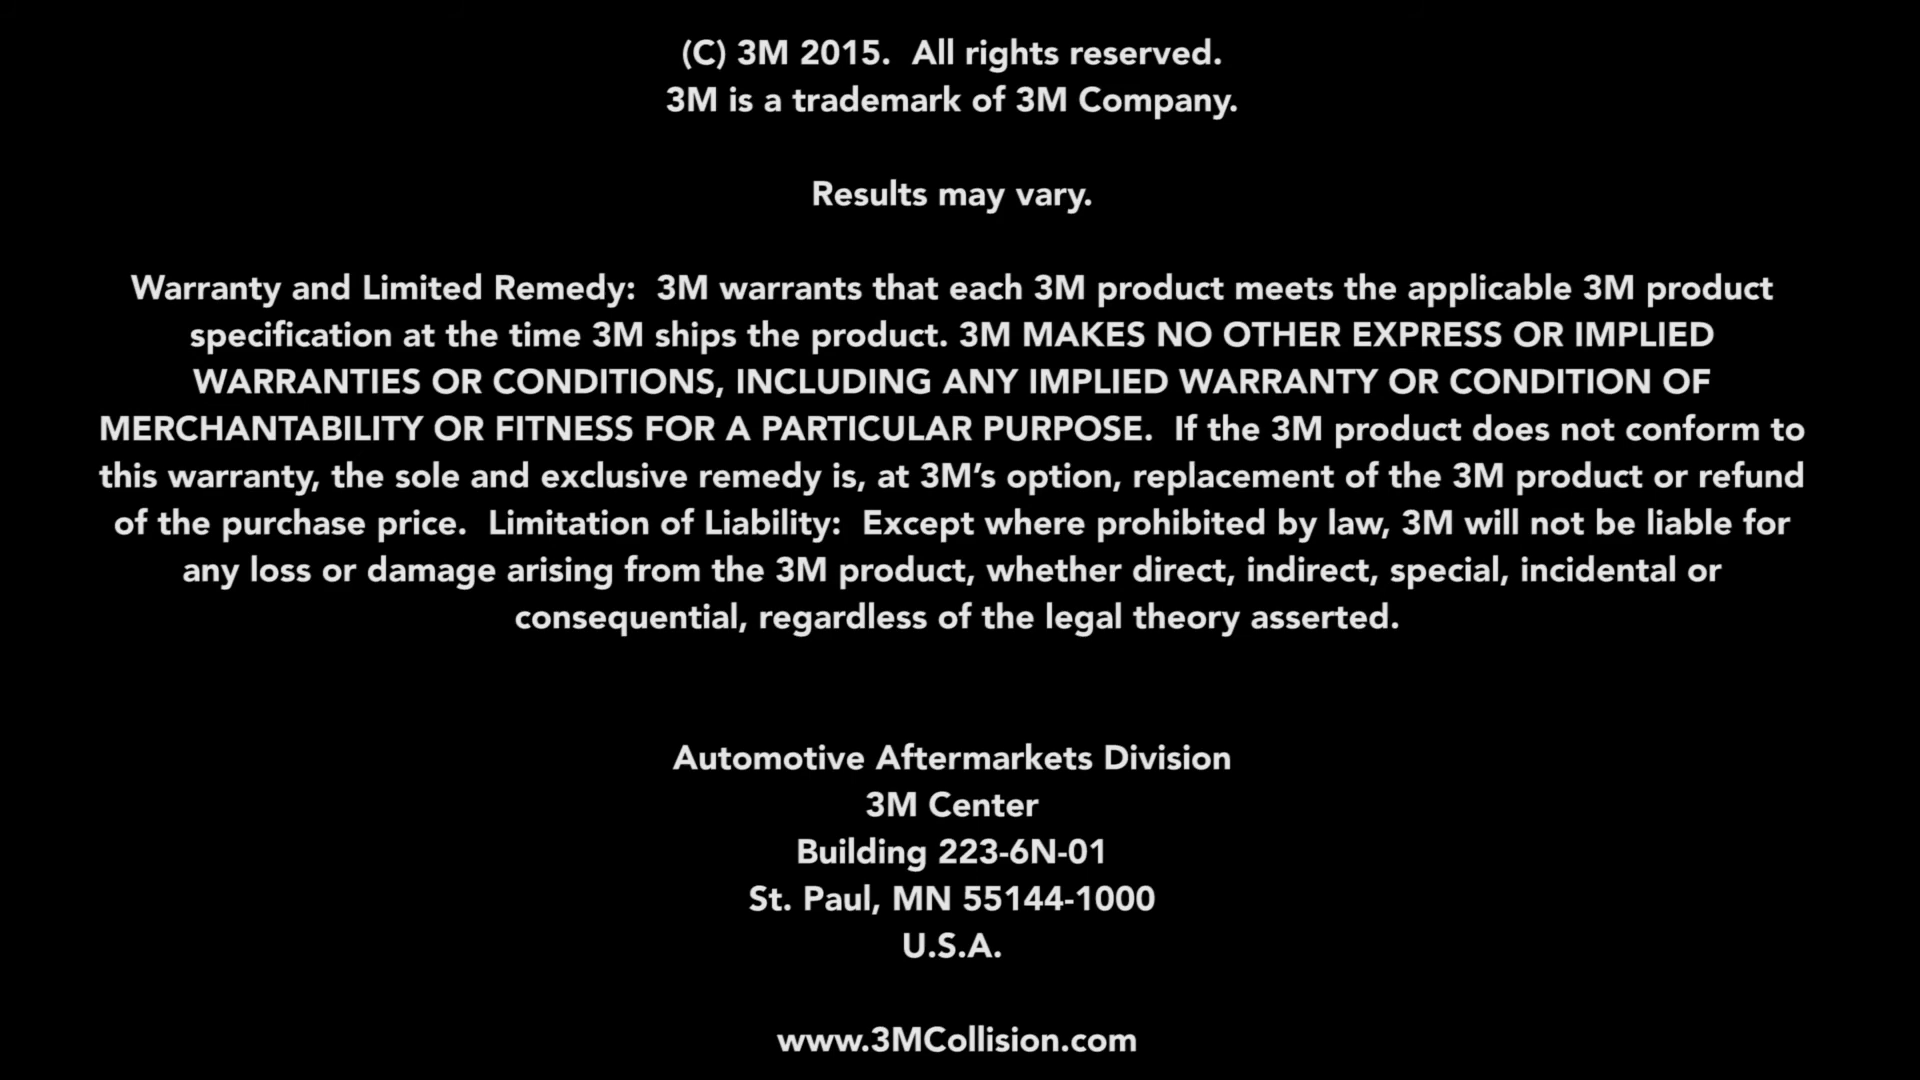 (C) 3M 2015.  All rights reserved.
3M is a trademark of 3M Company.
Results may vary.
Warranty and Limited Remedy:  3M warrants that each 3M product meets the applicable 3M product
specification at the time 3M ships the product. 3M MAKES NO OTHER EXPRESS OR IMPLIED
WARRANTIES OR CONDITIONS, INCLUDING ANY IMPLIED WARRANTY OR CONDITION OF
MERCHANTABILITY OR FITNESS FOR A PARTICULAR PURPOSE.  If the 3M product does not conform to
this warranty, the sole and exclusive remedy is, at 3M’s option, replacement of the 3M product or refund
of the purchase price.  Limitation of Liability:  Except where prohibited by law, 3M will not be liable for
any loss or damage arising from the 3M product, whether direct, indirect, special, incidental or
consequential, regardless of the legal theory asserted.
Automotive Aftermarkets Division
3M Center
Building 223-6N-01
St. Paul, MN 55144-1000
U.S.A.
www.3MCollision.com